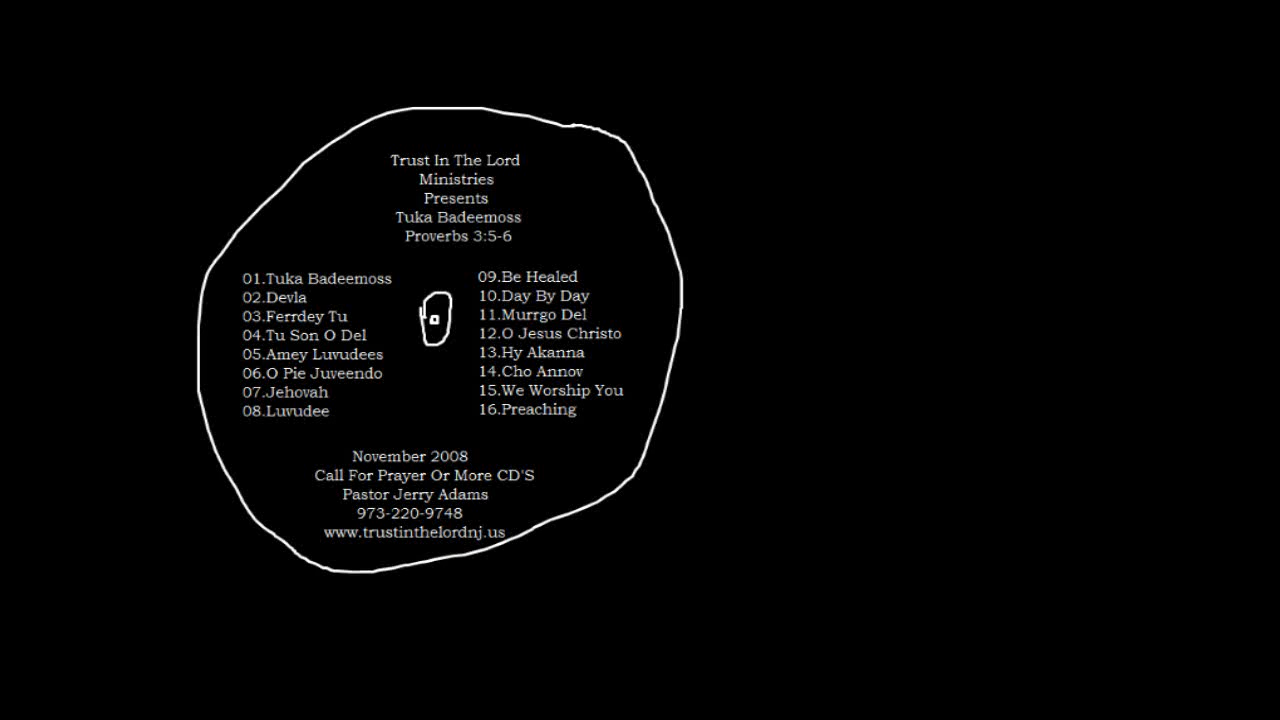 Trust In The Lord
Ministries
Presents
Tuka Badeemoss
Proverbs 3:5-6
01.Tuka Badeemoss
02.Devla
03.Ferrdey Tu
04.Tu Son O Del
05.Amey Luvudees
06.O Pie Juveendo
07.Jehovah
08.Luvudee
09.Be Healed
10.Day By Day
11.Murrgo Del
12.O Jesus Christo
13.Hy Akanna
14.Cho Annov
15.We Worship You
16.Preaching
November 2008
Call For Prayer Or More CD'S
Pastor Jerry Adams
973-220-9748
www.trustinthelordnj.us